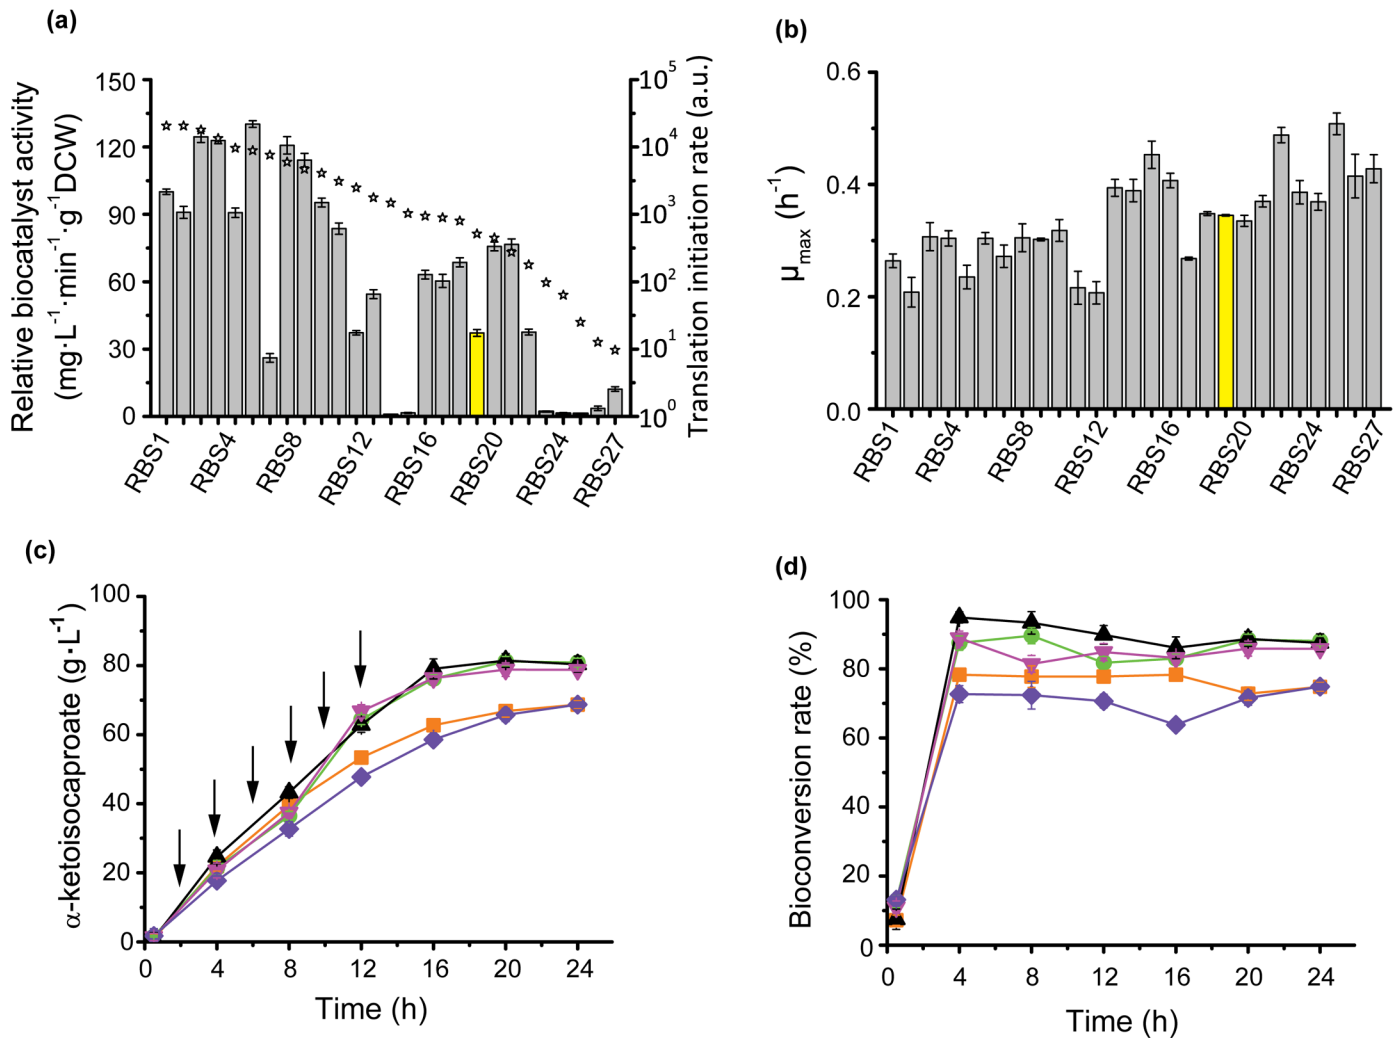 (a)
Relative biocatalyst activity
(mg·L⁻¹·min⁻¹·g⁻¹DCW)
150
120
90
60
30
0
10⁵
10⁴
10³
10²
10¹
10⁰
Translation initiation rate (a.u.)
RBS1
RBS4
RBS8
RBS12
RBS16
RBS20
RBS24
RBS27
(b)
μmax (h⁻¹)
0.6
0.4
0.2
0.0
RBS1
RBS4
RBS8
RBS12
RBS16
RBS20
RBS24
RBS27
(c)
α-ketoisocaproate (g·L⁻¹)
100
80
60
40
20
0
0 4 8 12 16 20 24
Time (h)
(d)
Bioconversion rate (%)
100
80
60
40
20
0
0 4 8 12 16 20 24
Time (h)